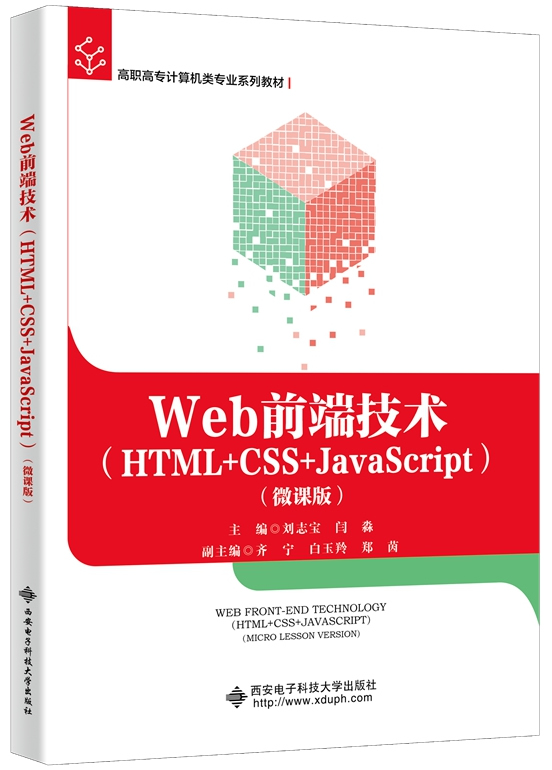 高职高专计算机类专业系列教材
Web前端技术
(HTML+CSS+JavaScript)
(微课版)
主 编◎刘志宝 闫 淼
副主编◎齐 宁 白玉羚 郑 茵
WEB FRONT-END TECHNOLOGY
(HTML+CSS+JAVASCRIPT)
(MICRO LESSON VERSION)
西安电子科技大学出版社
http://www.xduph.com
Web前端技术(HTML+CSS+JavaScript)(微课版)
西安电子科技大学出版社